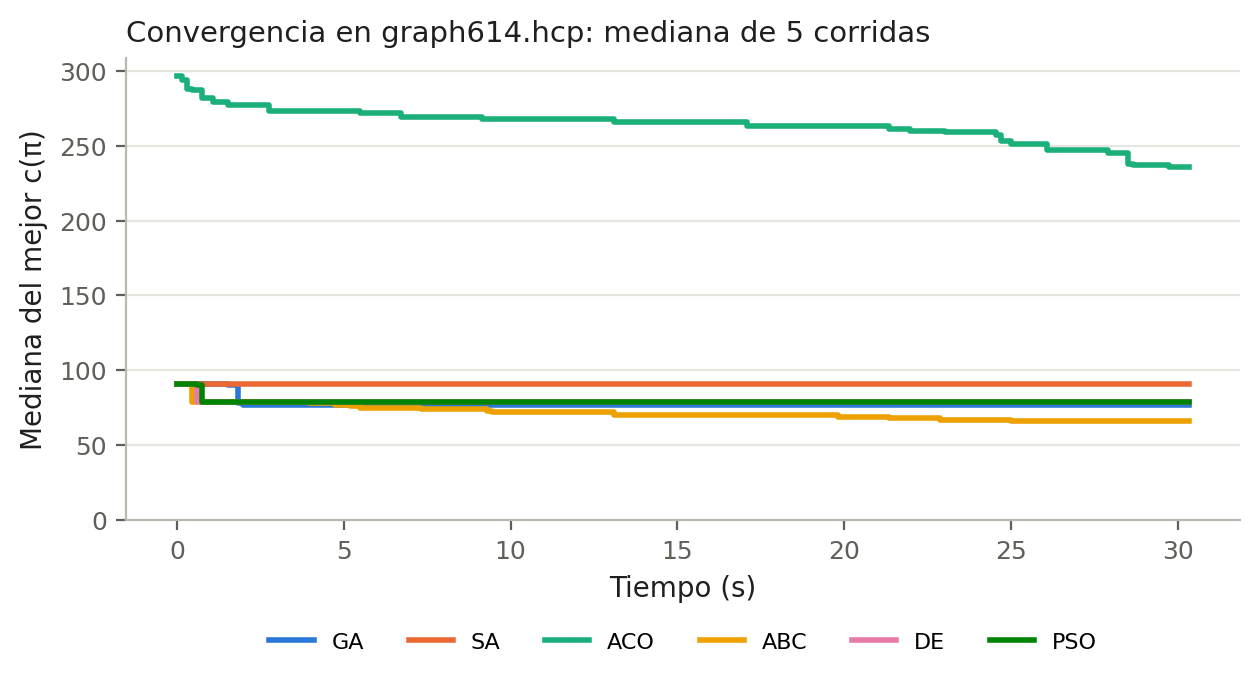 Convergencia en graph614.hcp: mediana de 5 corridas
300
250
200
150
100
50
0
Mediana del mejor c(π)
0 5 10 15 20 25 30
Tiempo (s)
GA SA ACO ABC DE PSO